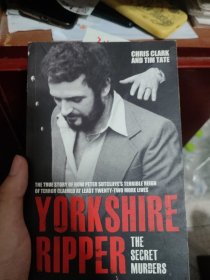 CHRIS CLARK
AND TIM TATE
THE TRUE STORY OF HOW PETER SUTCLIFFE'S TERRIBLE REIGN
OF TERROR CLAIMED AT LEAST TWENTY-TWO MORE LIVES
YORKSHIRE
RIPPER
THE
SECRET
MURDERS